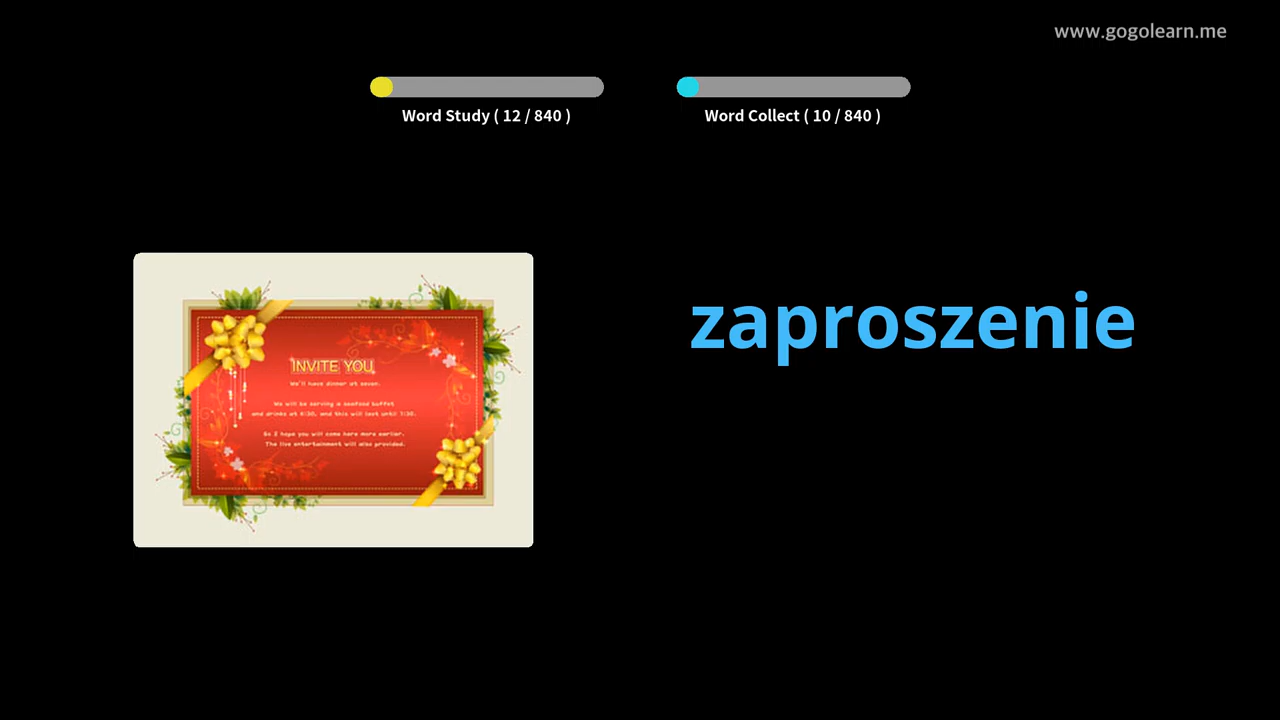 www.gogolearn.me
Word Study ( 12 / 840 )
Word Collect ( 10 / 840 )
zaproszenie
INVITE YOU
We'll have dinner at seven.
We will be serving a seafood buffet
and drinks at 6:30, and this will last until 7:30.
So I hope you will come here more earlier.
The live entertainment will also provided.